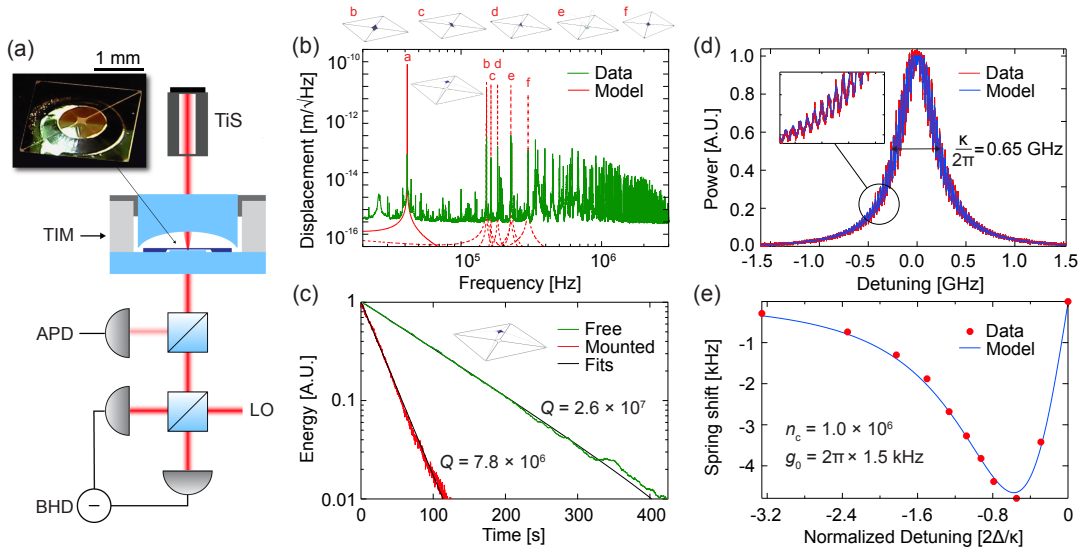 (a)
1 mm
TiS
TIM
APD
LO
BHD
−
b c d e f
(b)
Displacement [m/√Hz]
10⁻¹⁰
10⁻¹²
10⁻¹⁴
10⁻¹⁶
a
b
c
d
e
f
Data
Model
10⁵
10⁶
Frequency [Hz]
(c)
Energy [A.U.]
1
0.1
0.01
Free
Mounted
Fits
Q = 2.6 × 10⁷
Q = 7.8 × 10⁶
0 100 200 300 400
Time [s]
(d)
Power [A.U.]
1.0
0.8
0.6
0.4
0.2
0.0
Data
Model
κ/2π = 0.65 GHz
-1.5 -1.0 -0.5 0.0 0.5 1.0 1.5
Detuning [GHz]
(e)
Spring shift [kHz]
-1
-2
-3
-4
Data
Model
n_c = 1.0 × 10⁶
g₀ = 2π × 1.5 kHz
-3.2 -2.4 -1.6 -0.8 0
Normalized Detuning [2Δ/κ]